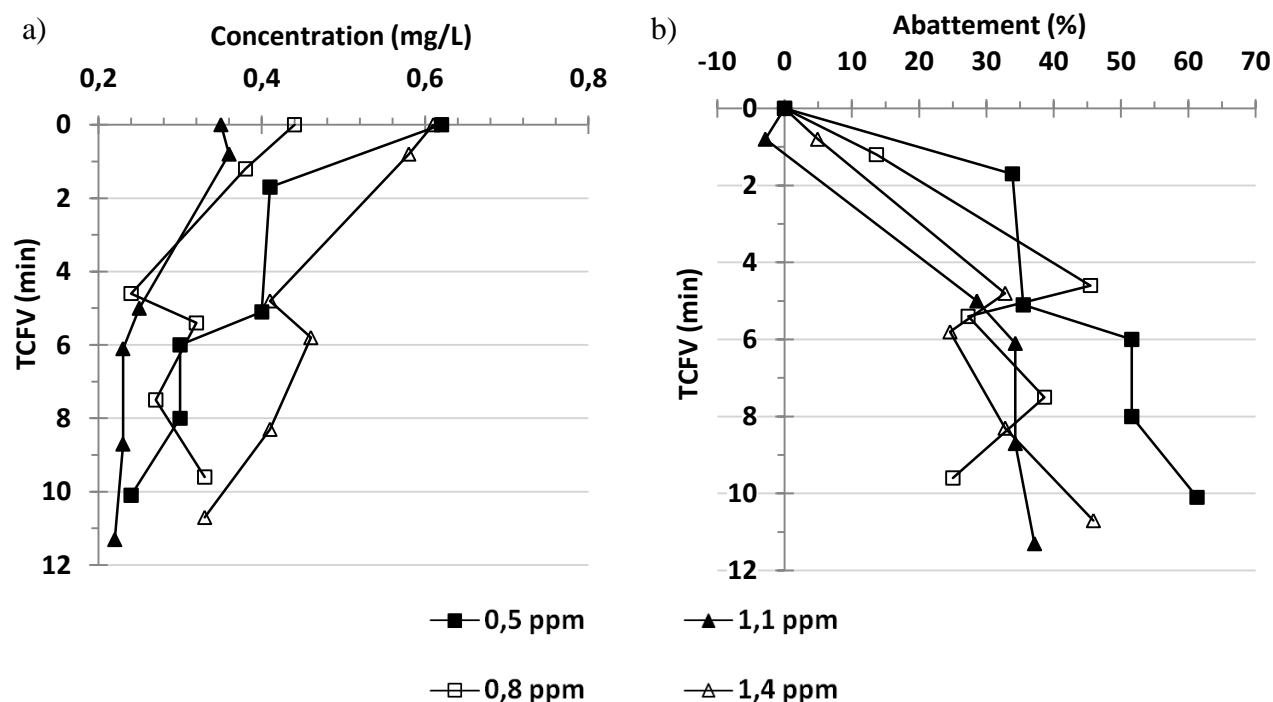 a)
Concentration (mg/L)
0,2 0,4 0,6 0,8
TCFV (min)
0
2
4
6
8
10
12
b)
Abattement (%)
-10 0 10 20 30 40 50 60 70
TCFV (min)
0
2
4
6
8
10
12
0,5 ppm
1,1 ppm
0,8 ppm
1,4 ppm